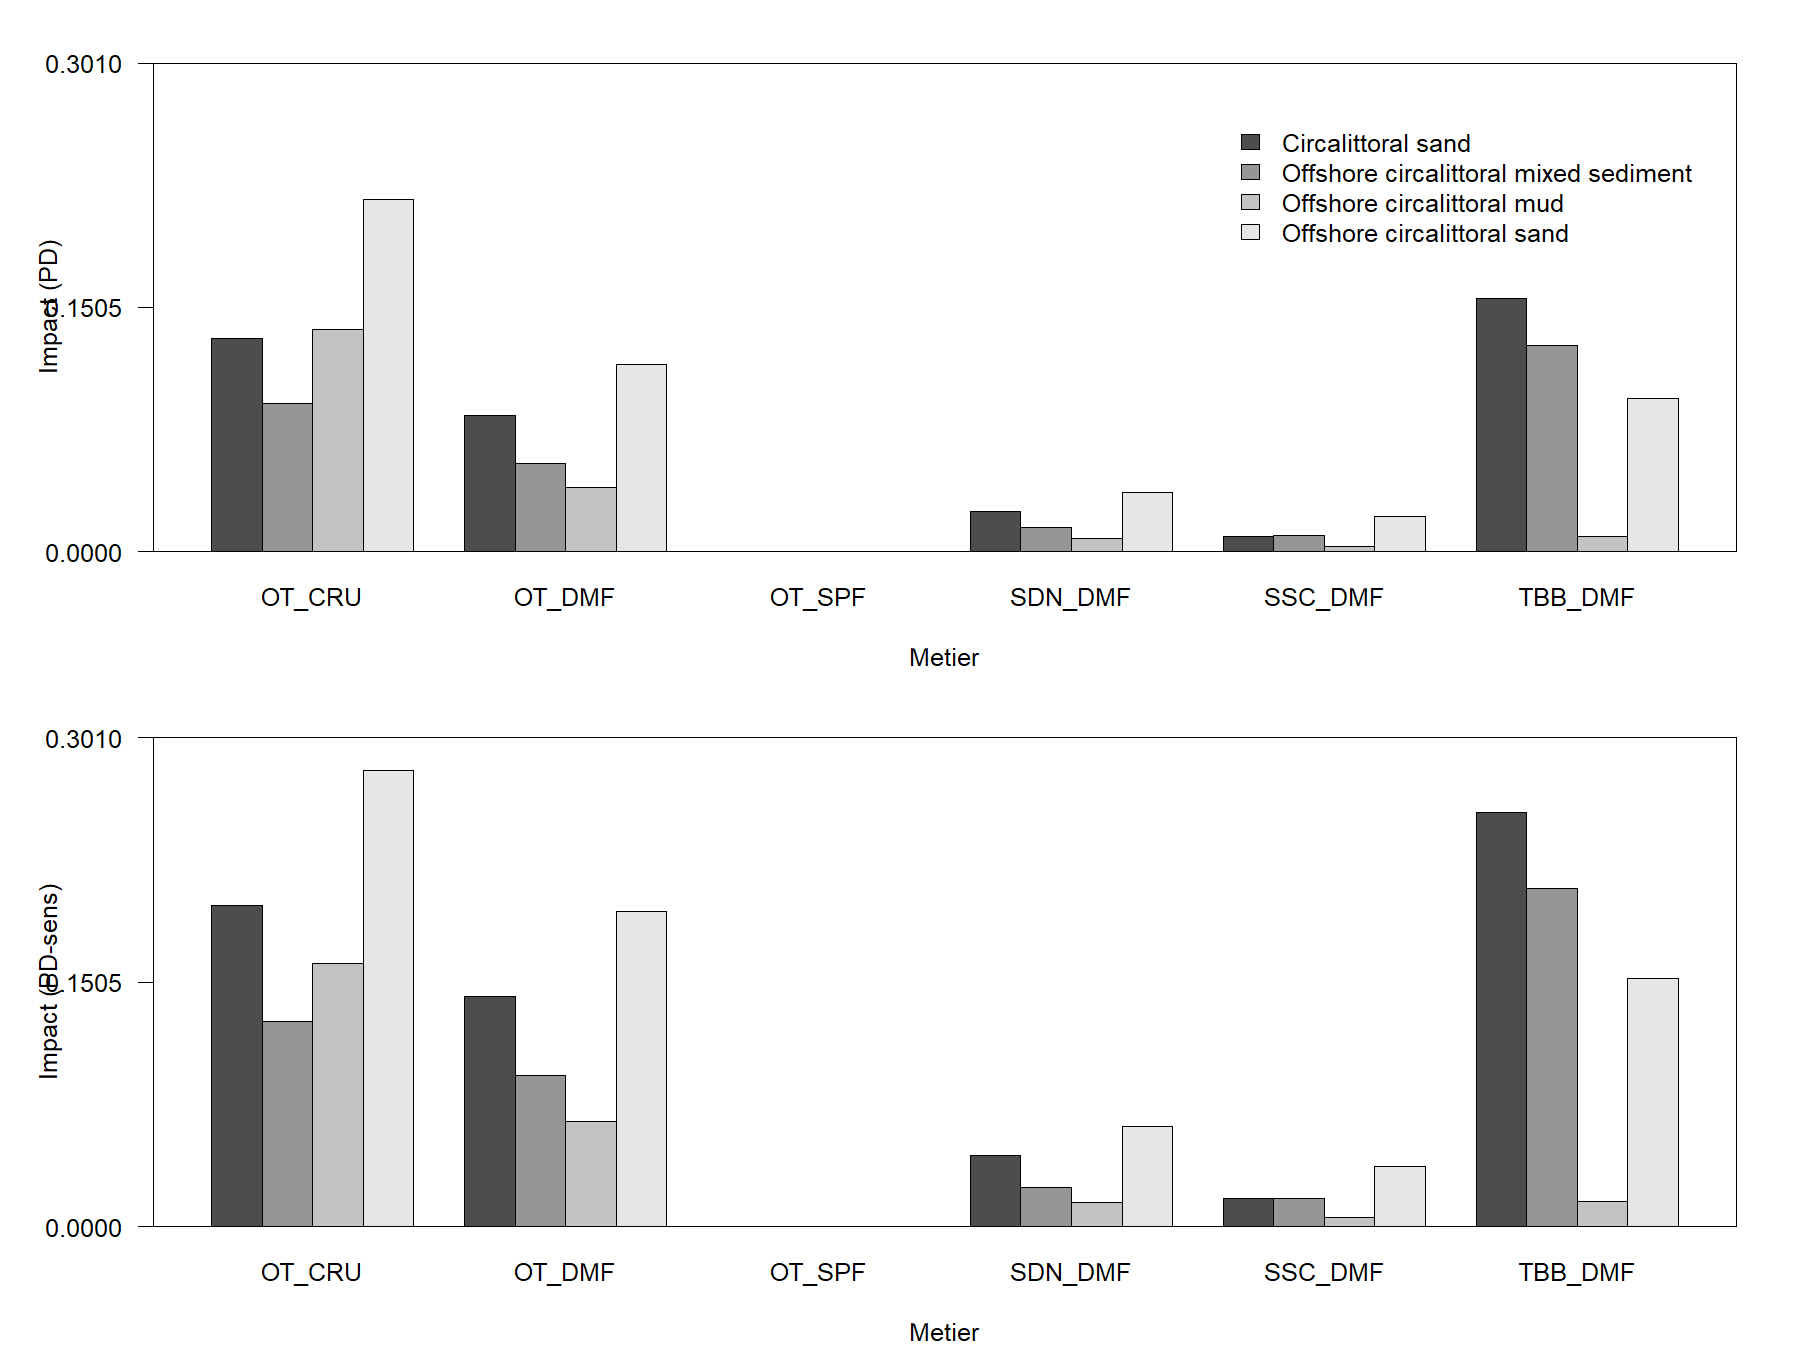 0.3010
0.1505
0.0000
Impact (PD)
Circalittoral sand
Offshore circalittoral mixed sediment
Offshore circalittoral mud
Offshore circalittoral sand
OT_CRU OT_DMF OT_SPF SDN_DMF SSC_DMF TBB_DMF
Metier
0.3010
0.1505
0.0000
Impact (PD-sens)
OT_CRU OT_DMF OT_SPF SDN_DMF SSC_DMF TBB_DMF
Metier